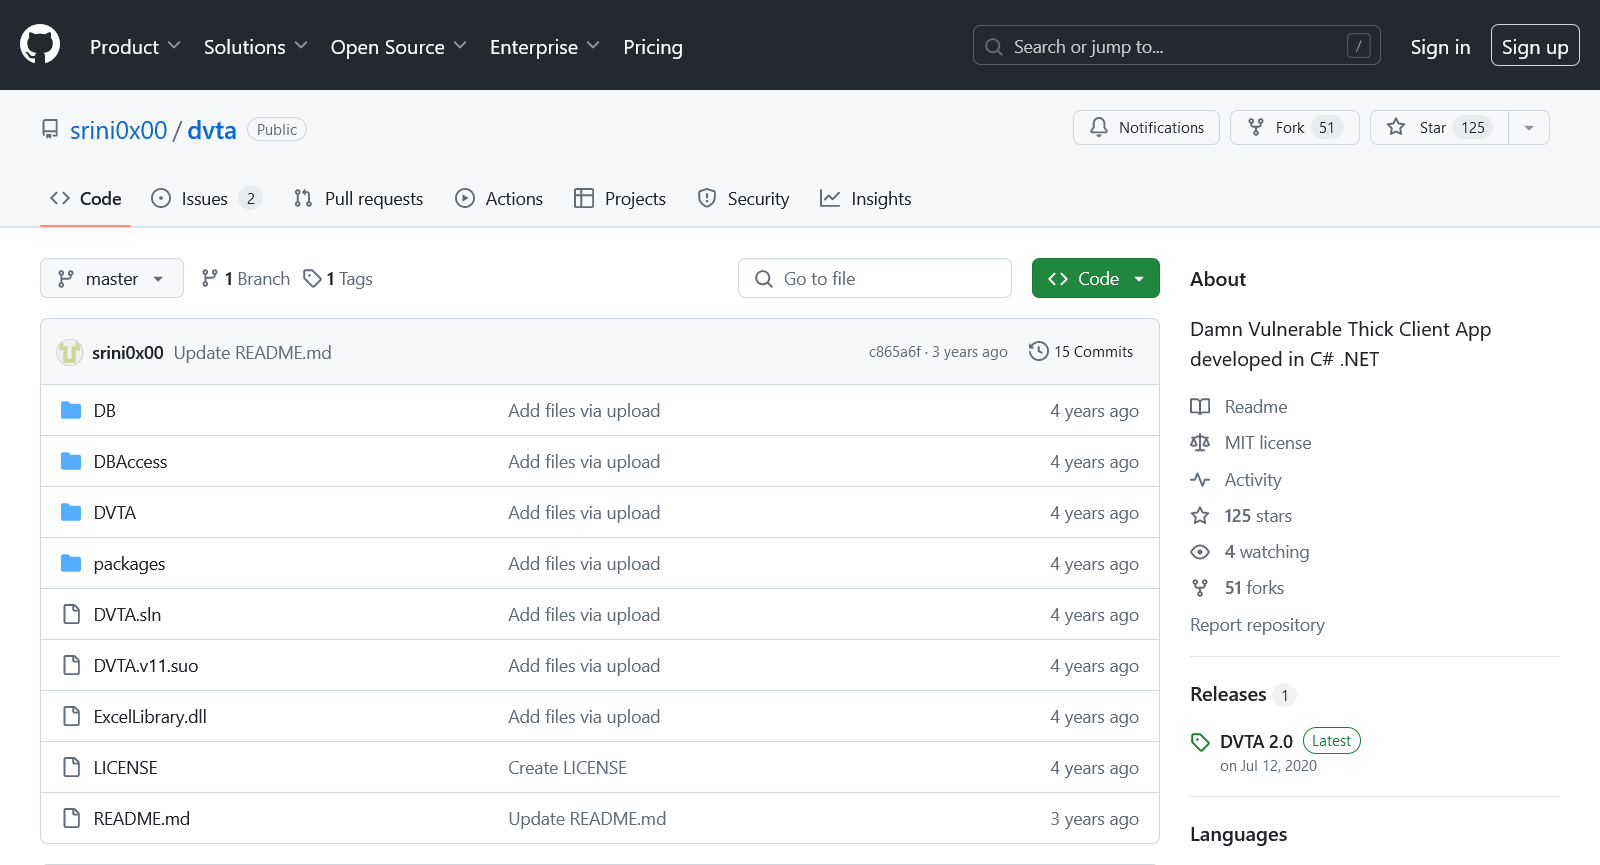 Product Solutions Open Source Enterprise Pricing Search or jump to... / Sign in Sign up
srini0x00 / dvta Public Notifications Fork 51 Star 125
Code Issues 2 Pull requests Actions Projects Security Insights
master 1 Branch 1 Tags Go to file Code
srini0x00 Update README.md c865a6f · 3 years ago 15 Commits
DB Add files via upload 4 years ago
DBAccess Add files via upload 4 years ago
DVTA Add files via upload 4 years ago
packages Add files via upload 4 years ago
DVTA.sln Add files via upload 4 years ago
DVTA.v11.suo Add files via upload 4 years ago
ExcelLibrary.dll Add files via upload 4 years ago
LICENSE Create LICENSE 4 years ago
README.md Update README.md 3 years ago
About
Damn Vulnerable Thick Client App
developed in C# .NET
Readme
MIT license
Activity
125 stars
4 watching
51 forks
Report repository
Releases 1
DVTA 2.0 Latest
on Jul 12, 2020
Languages